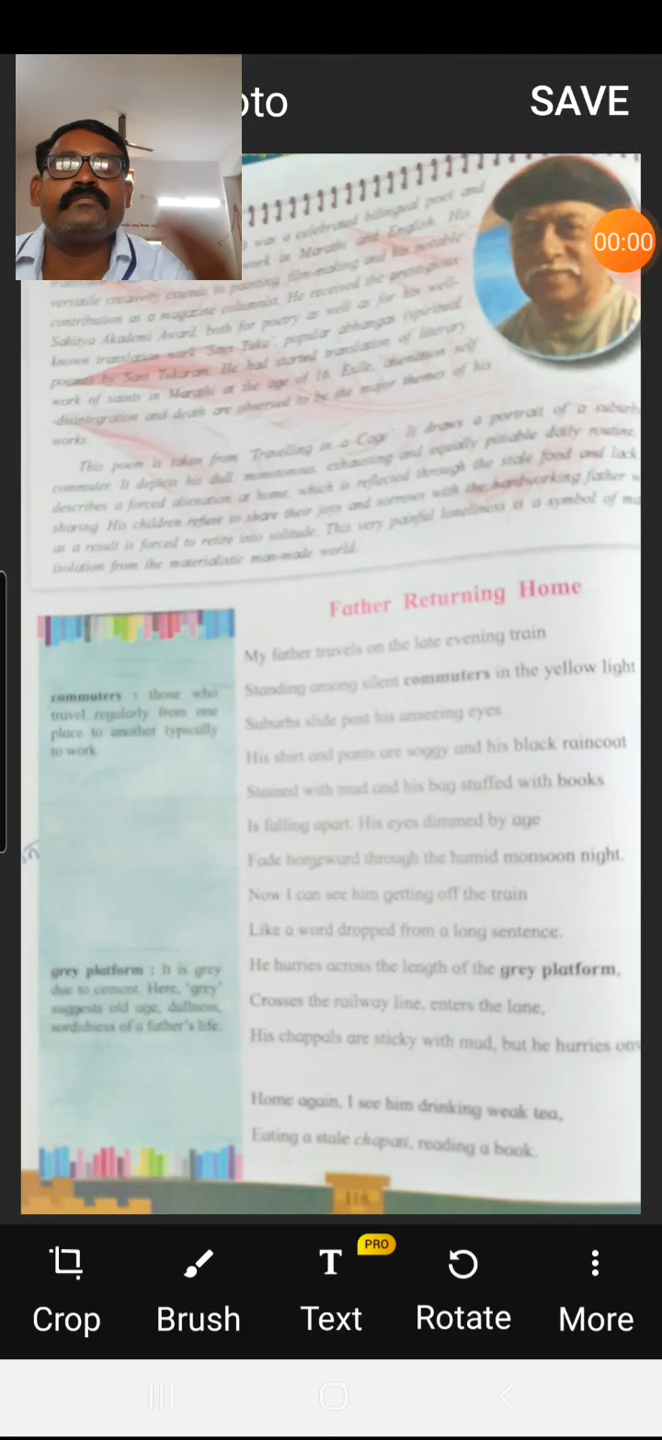 oto
SAVE
00:00
was a celebrated bilingual poet and
work in Marathi and English. His
versatile creativity extends to painting, film-making and his notable
contribution as a magazine columnist. He received the prestigious
Sahitya Akademi Award, both for poetry as well as for his well-
known translation work 'Says Tuka', popular abhangas (spiritual
poems) by Sant Tukaram. He had started translation of literary
work of saints in Marathi at the age of 16. Exile, alienation self
-disintegration and death are observed to be the major themes of his
works.
This poem is taken from 'Travelling in a Cage'. It draws a portrait of a suburb
commuter. It depicts his dull, monotonous, exhausting and equally pitiable daily routine.
describes a forced alienation at home, which is reflected through the stale food and lack
sharing. His children refuse to share their joys and sorrows with the hardworking father w
as a result is forced to retire into solitude. This very painful loneliness is a symbol of ma
isolation from the materialistic man-made world.
Father Returning Home
My father travels on the late evening train
Standing among silent commuters in the yellow light
Suburbs slide past his unseeing eyes
His shirt and pants are soggy and his black raincoat
Stained with mud and his bag stuffed with books
Is falling apart. His eyes dimmed by age
Fade homeward through the humid monsoon night.
Now I can see him getting off the train
Like a word dropped from a long sentence.
He hurries across the length of the grey platform,
Crosses the railway line, enters the lane,
His chappals are sticky with mud, but he hurries onw
Home again, I see him drinking weak tea,
Eating a stale chapati, reading a book.
commuters : those who
travel regularly from one
place to another typically
to work
grey platform : It is grey
due to cement. Here, 'grey'
suggests old age, dullness,
sordidness of a father's life.
116
PRO
T
Crop
Brush
Text
Rotate
More